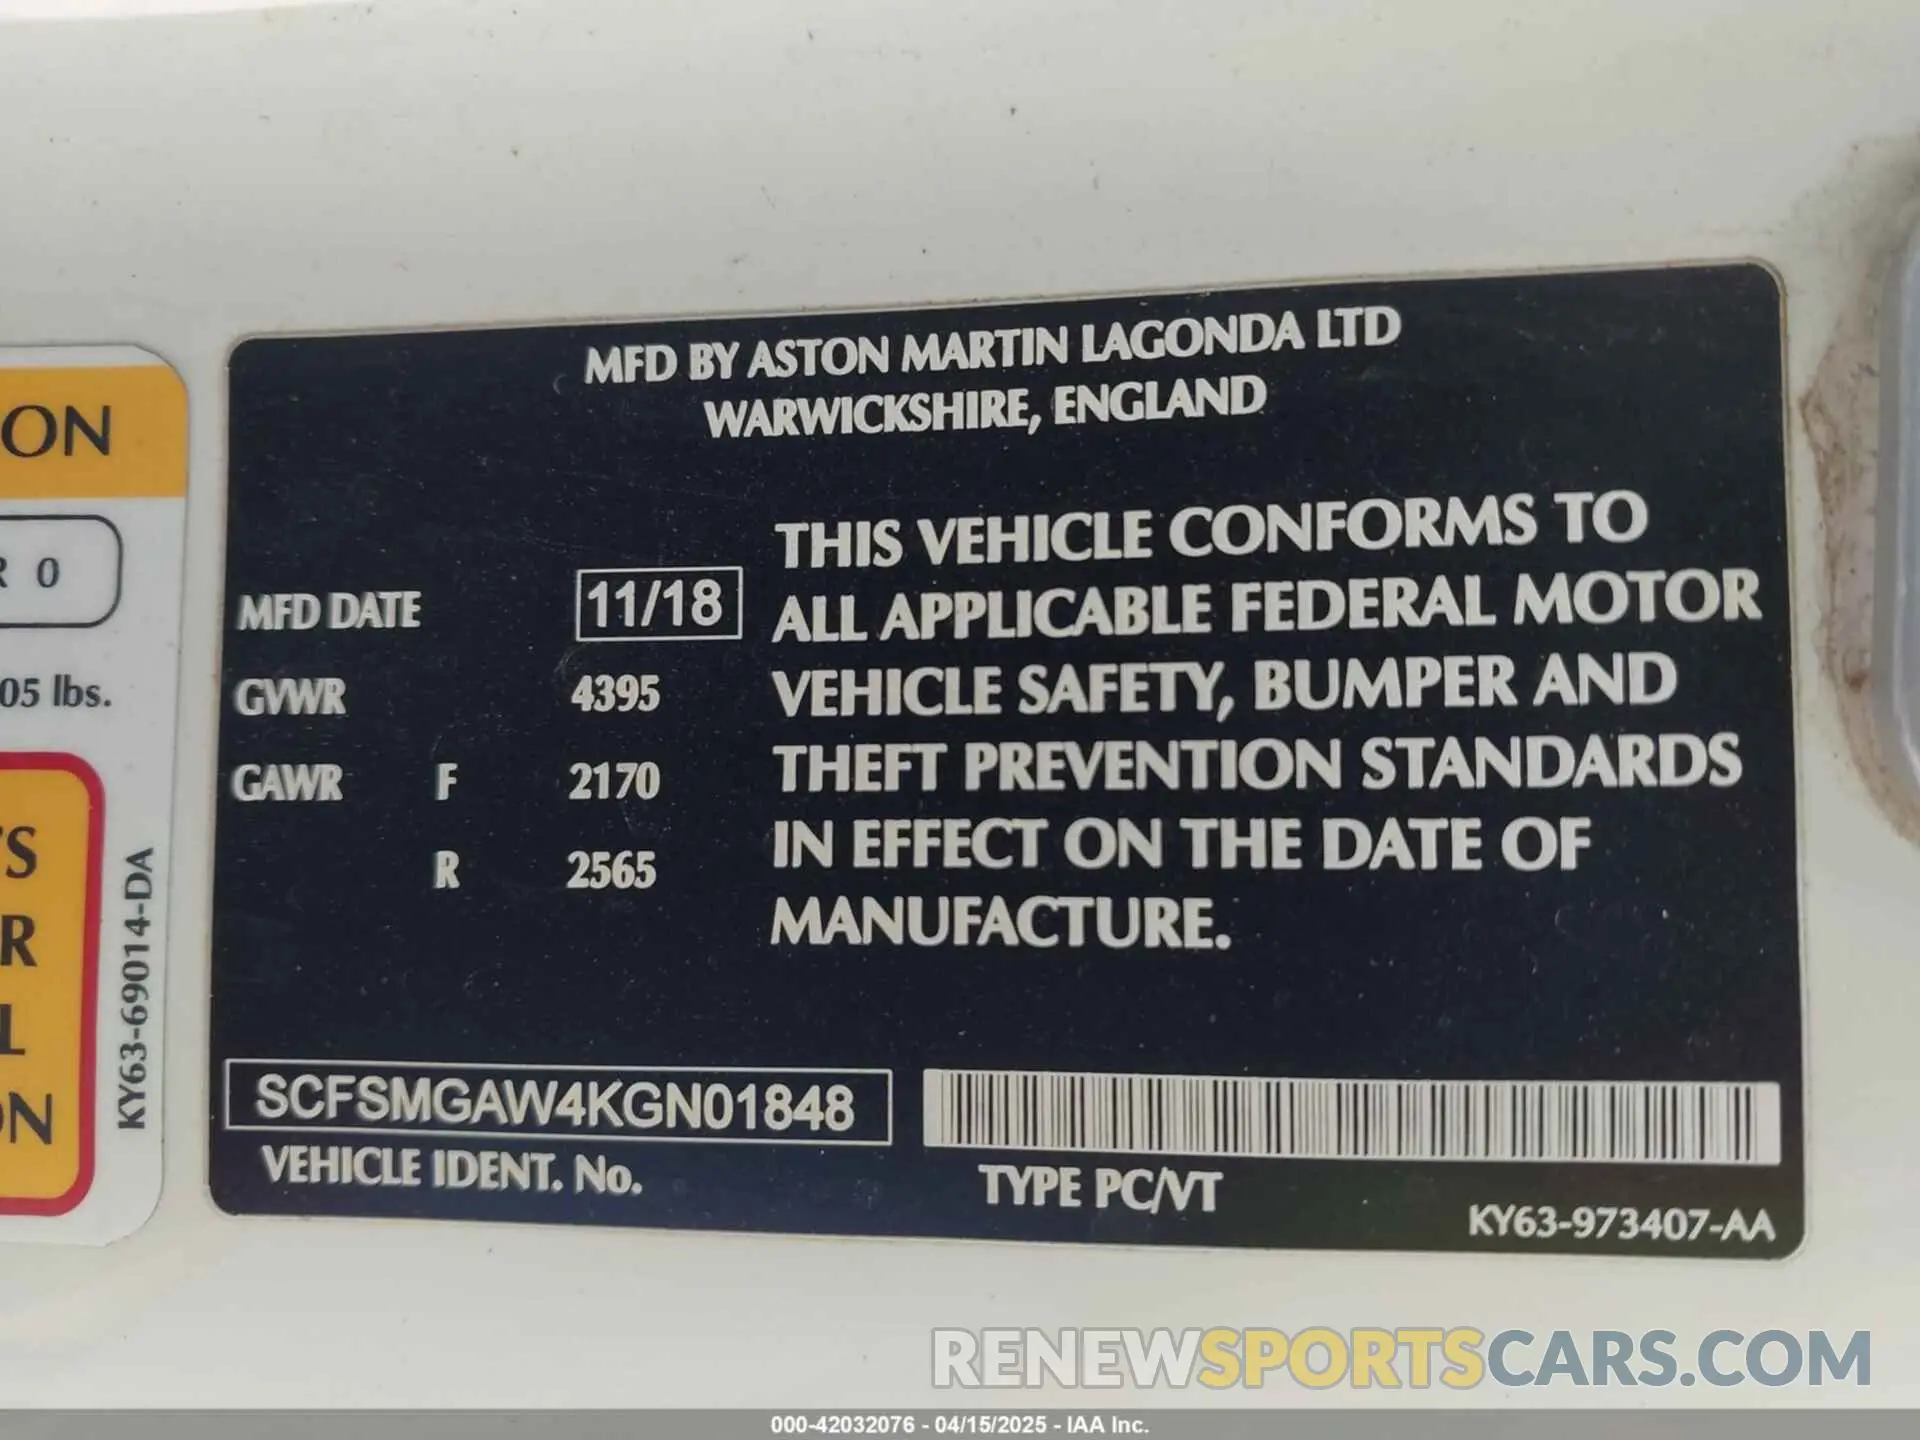 MFD BY ASTON MARTIN LAGONDA LTD
WARWICKSHIRE, ENGLAND
MFD DATE 11/18
GVWR 4395
GAWR F 2170
R 2565
THIS VEHICLE CONFORMS TO
ALL APPLICABLE FEDERAL MOTOR
VEHICLE SAFETY, BUMPER AND
THEFT PREVENTION STANDARDS
IN EFFECT ON THE DATE OF
MANUFACTURE.
SCFSMGAW4KGN01848
VEHICLE IDENT. No.
TYPE PC/VT
KY63-973407-AA
ON
R 0
05 lbs.
'S
R
L
ON
KY63-69014-DA
RENEWSPORTSCARS.COM
000-42032076 - 04/15/2025 - IAA Inc.